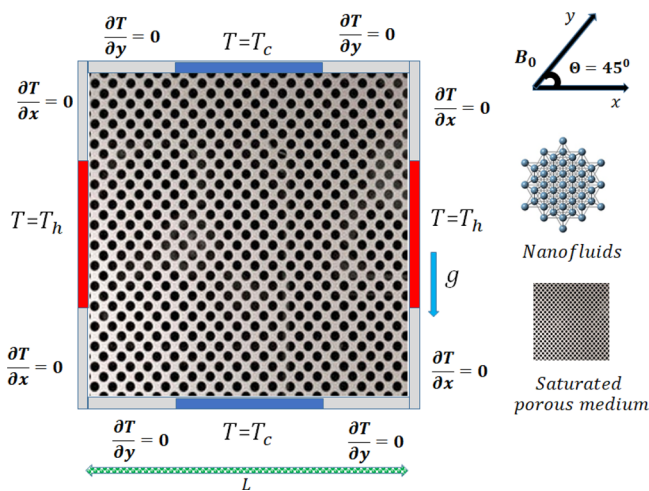 ∂T/∂y = 0
T=T_c
∂T/∂y = 0
y
B_0
Θ = 45^0
x
∂T/∂x = 0
∂T/∂x = 0
T=T_h
T=T_h
g
Nanofluids
∂T/∂x = 0
∂T/∂x = 0
Saturated
porous medium
∂T/∂y = 0
T=T_c
∂T/∂y = 0
L